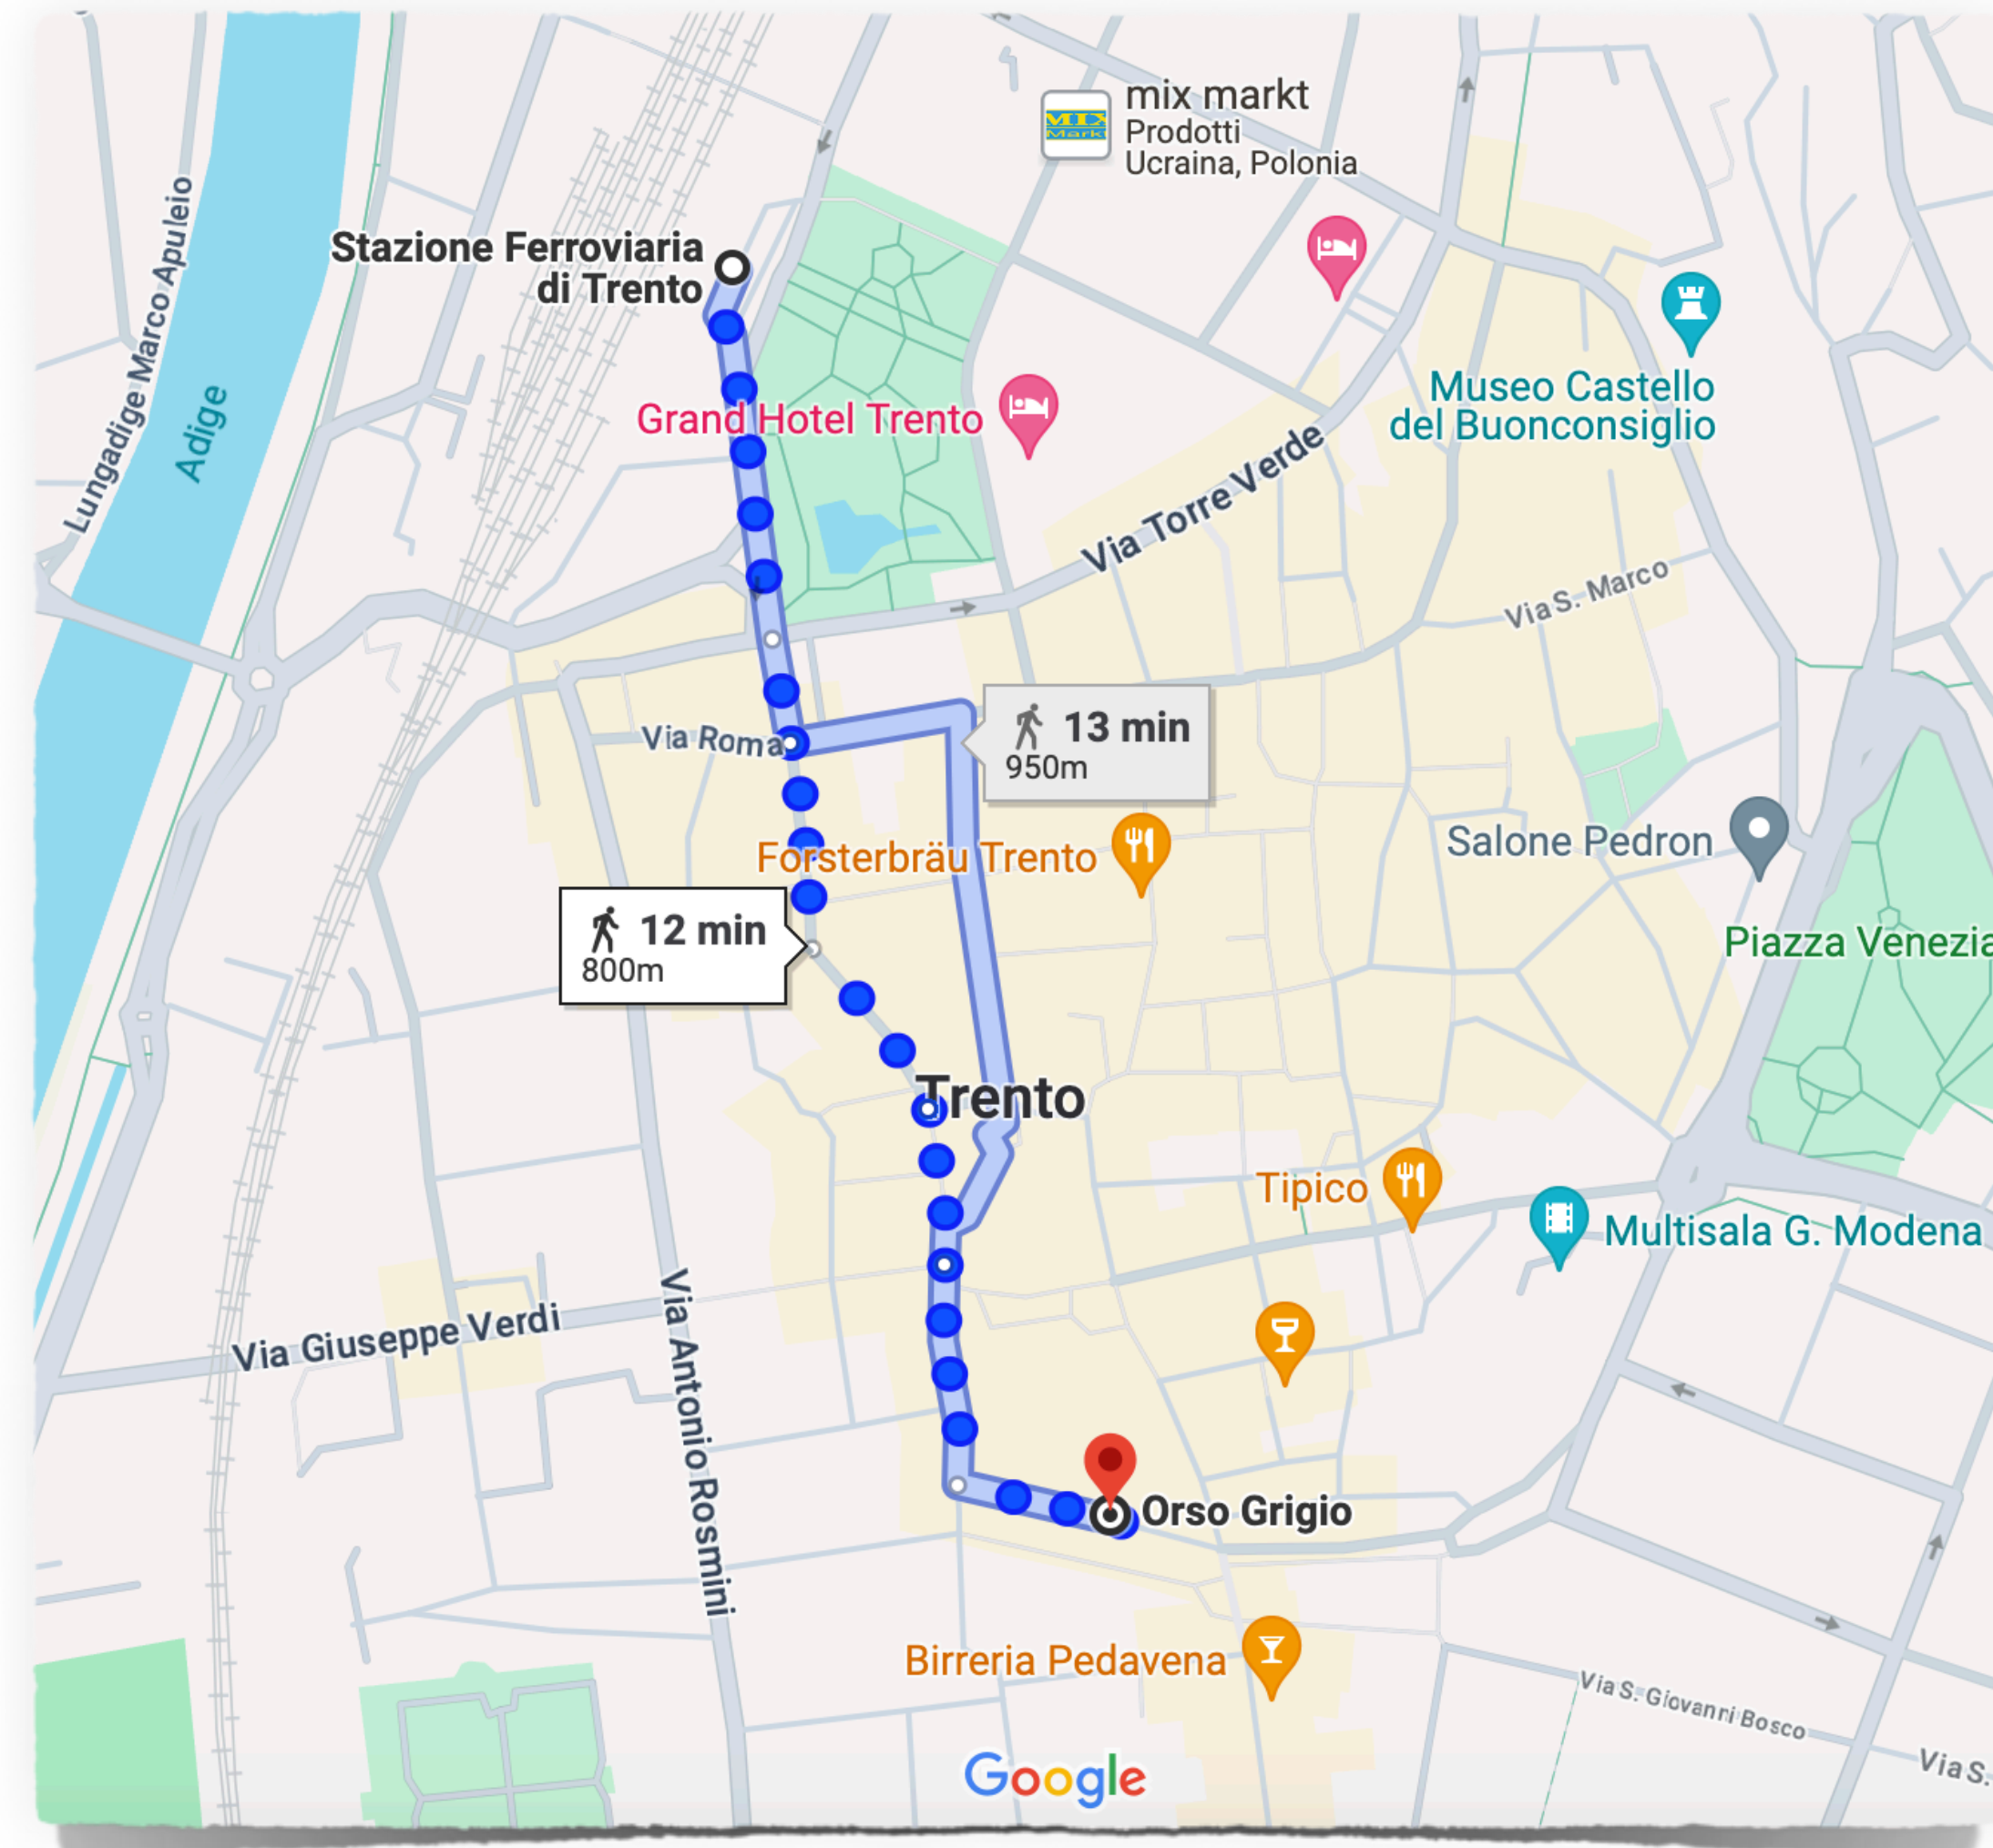 mix markt
Prodotti
Ucraina, Polonia
MIX
Markt
Lungadige Marco Apuleio
Adige
Stazione Ferroviaria
di Trento
Grand Hotel Trento
Museo Castello
del Buonconsiglio
Via Torre Verde
Via S. Marco
Via Roma
13 min
950m
Forsterbräu Trento
Salone Pedron
12 min
800m
Piazza Venezia
Trento
Tipico
Multisala G. Modena
Via Giuseppe Verdi
Via Antonio Rosmini
Orso Grigio
Birreria Pedavena
Via S. Giovanni Bosco
Via S.
Google